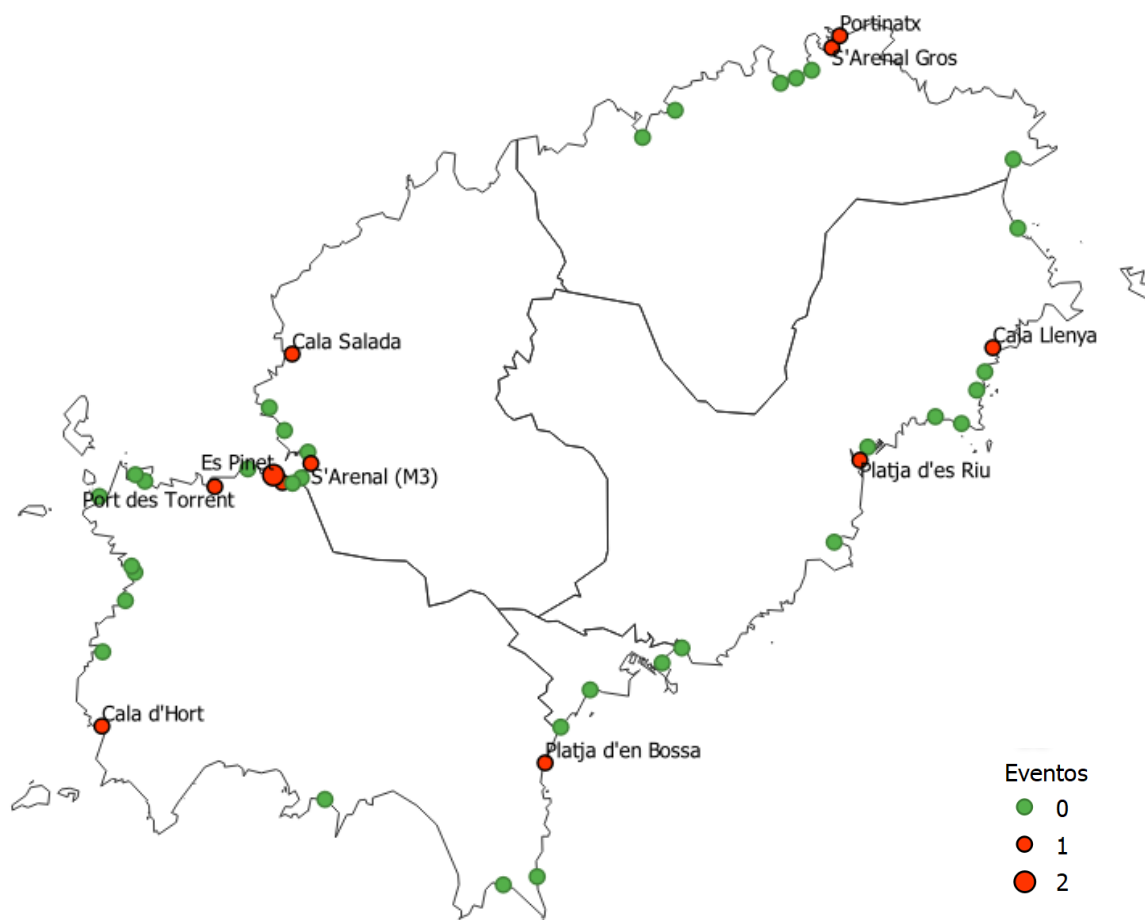 Portinatx
S'Arenal Gros
Cala Salada
Cala Llenya
Es Pinet
S'Arenal (M3)
Platja d'es Riu
Port des Torrent
Cala d'Hort
Platja d'en Bossa
Eventos
0
1
2